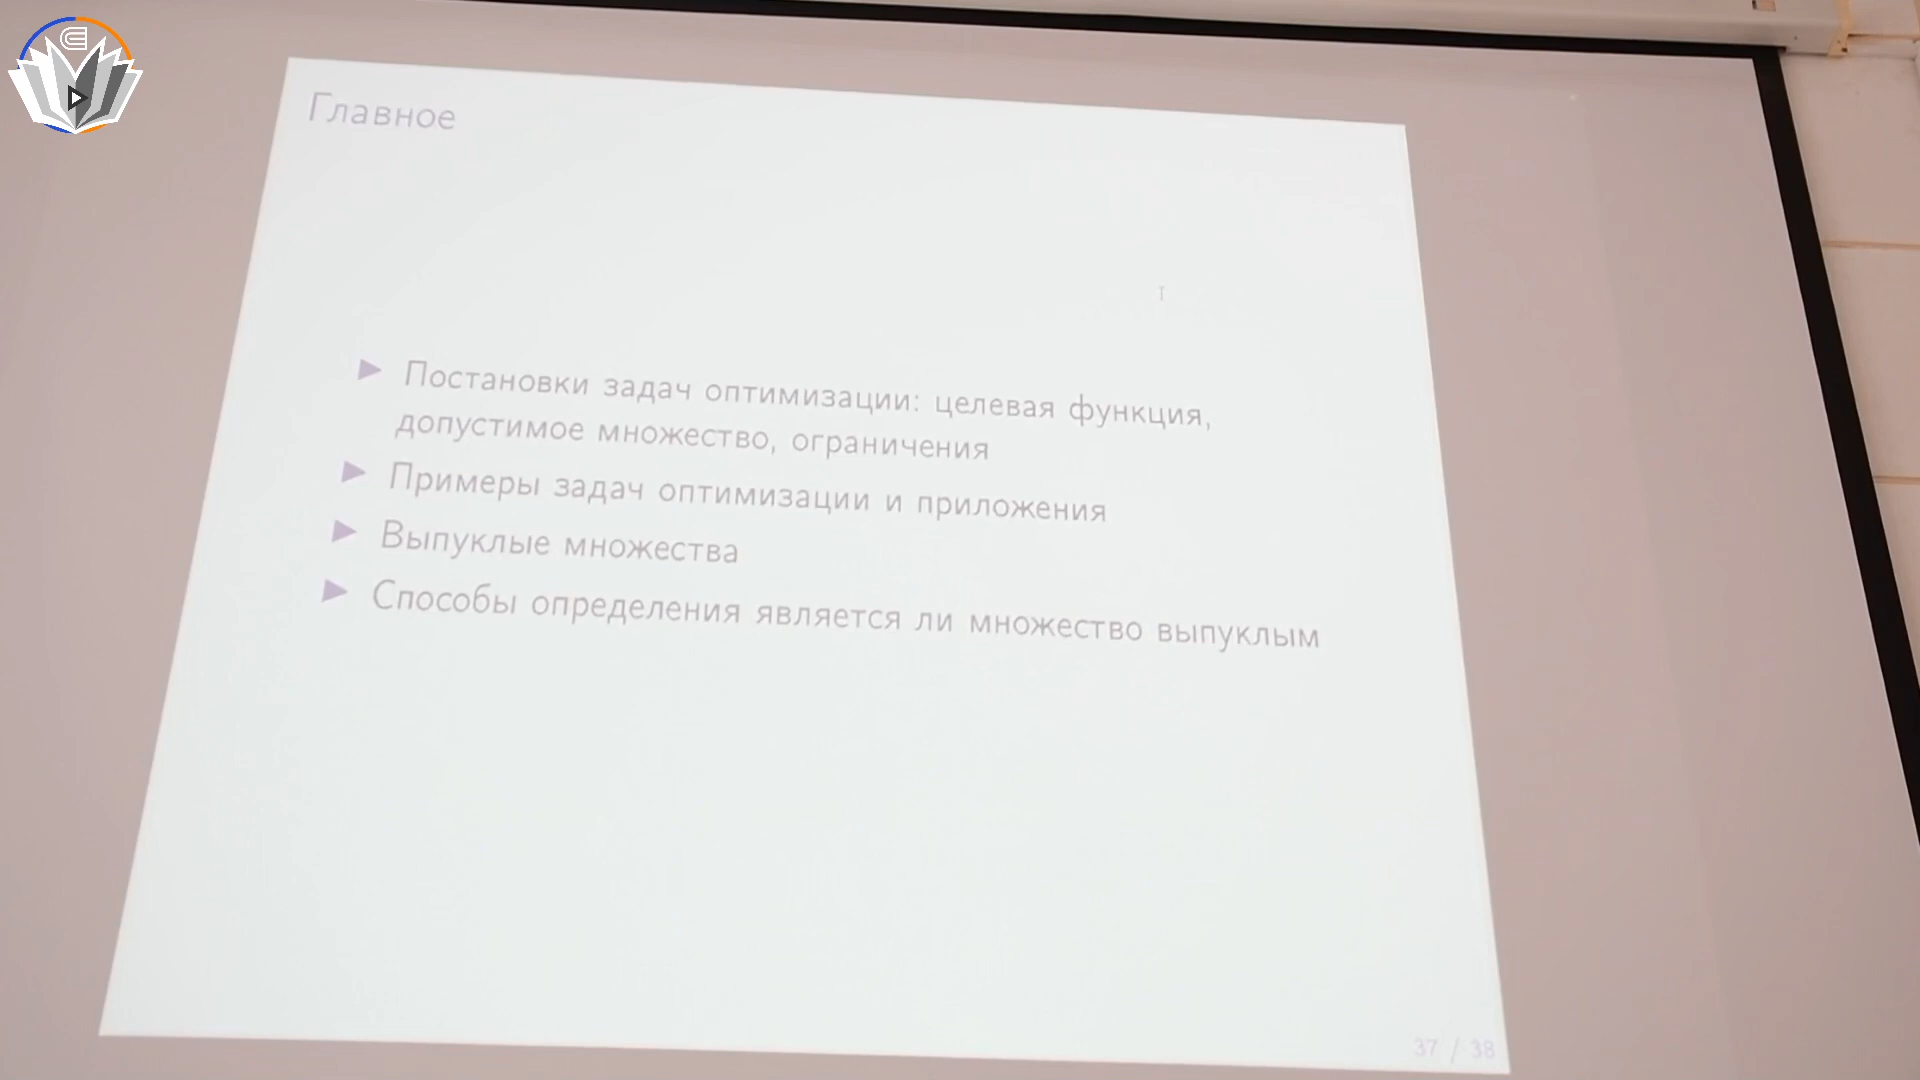 Главное
Постановки задач оптимизации: целевая функция,
допустимое множество, ограничения
Примеры задач оптимизации и приложения
Выпуклые множества
Способы определения является ли множество выпуклым
37 / 38